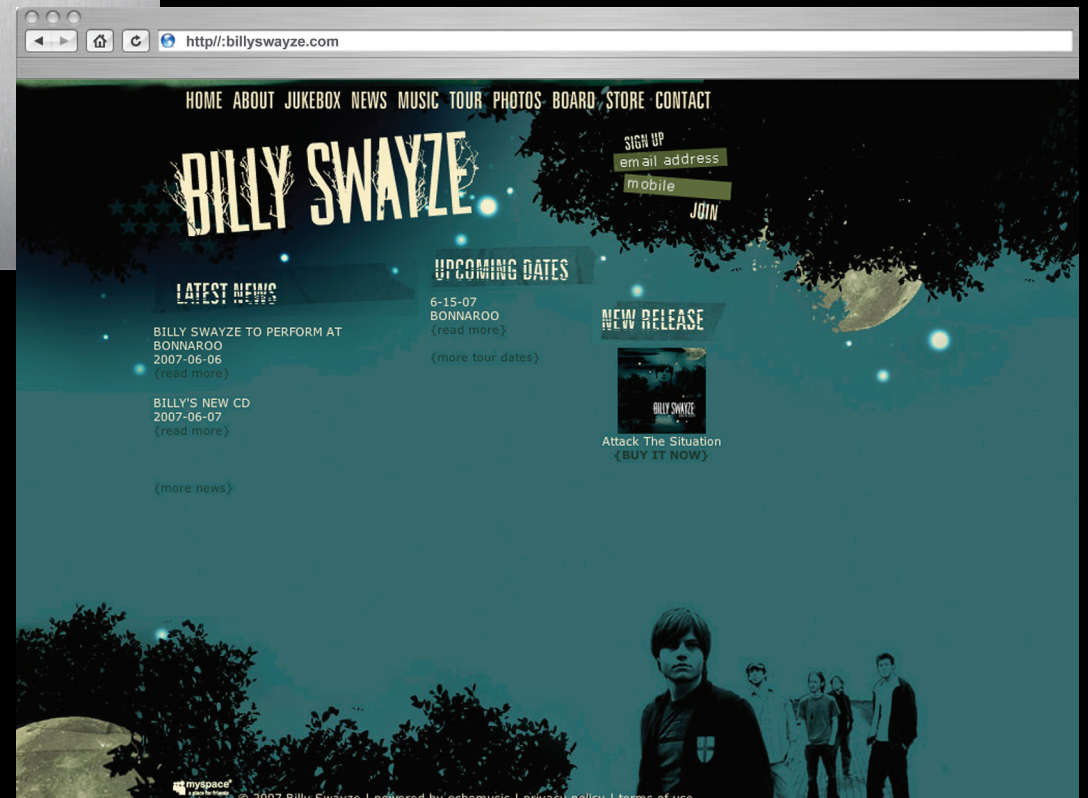 http//:billyswayze.com
HOME ABOUT JUKEBOX NEWS MUSIC TOUR PHOTOS BOARD STORE CONTACT
BILLY SWAYZE
SIGN UP
email address
mobile
JOIN
LATEST NEWS
BILLY SWAYZE TO PERFORM AT
BONNAROO
2007-06-06
{read more}
BILLY'S NEW CD
2007-06-07
{read more}
{more news}
UPCOMING DATES
6-15-07
BONNAROO
{read more}
{more tour dates}
NEW RELEASE
BILLY SWAYZE
Attack The Situation
{BUY IT NOW}
myspace
a place for friends
© 2007 Billy Swayze | powered by echomusic | privacy policy | terms of use